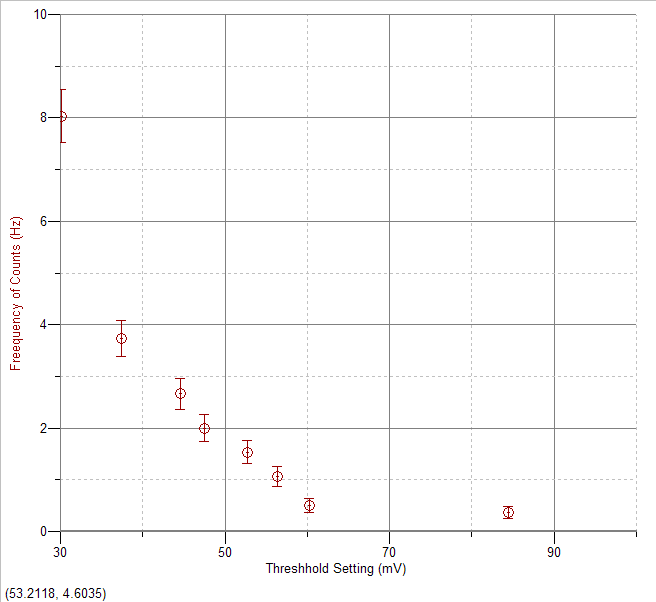 10
8
6
4
2
0
Freequency of Counts (Hz)
30 50 70 90
Threshhold Setting (mV)
(53.2118, 4.6035)